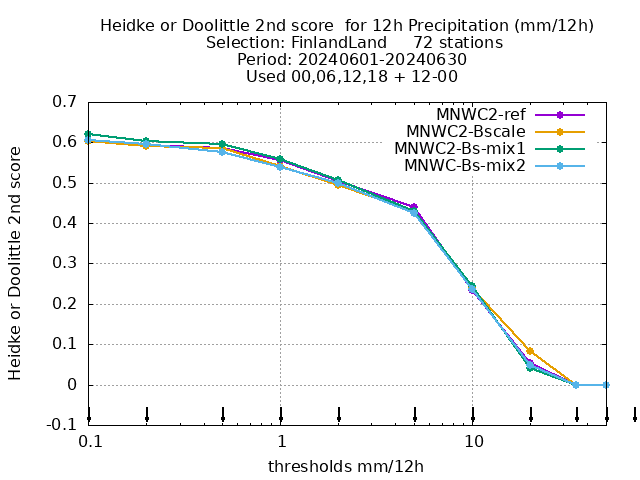 Heidke or Doolittle 2nd score  for 12h Precipitation (mm/12h)
Selection: FinlandLand     72 stations
Period: 20240601-20240630
Used 00,06,12,18 + 12-00
Heidke or Doolittle 2nd score
0.7
0.6
0.5
0.4
0.3
0.2
0.1
0
-0.1
MNWC2-ref
MNWC2-Bscale
MNWC2-Bs-mix1
MNWC-Bs-mix2
0.1 1 10
thresholds mm/12h